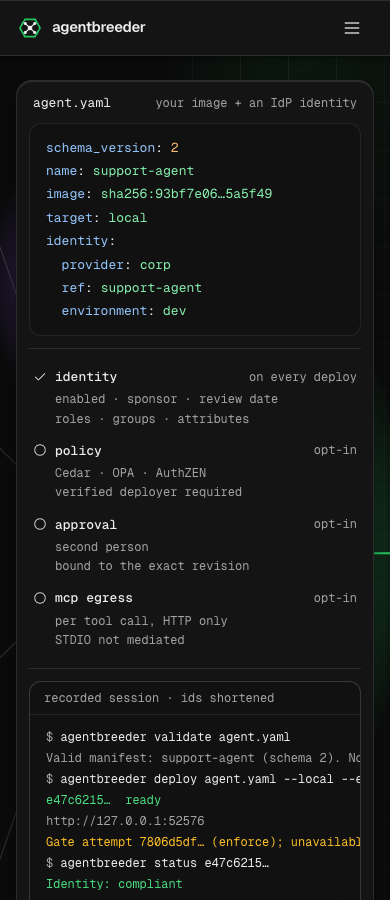 agentbreeder
agent.yaml your image + an IdP identity
schema_version: 2
name: support-agent
image: sha256:93bf7e06…5a5f49
target: local
identity:
provider: corp
ref: support-agent
environment: dev
identity on every deploy
enabled · sponsor · review date
roles · groups · attributes
policy opt-in
Cedar · OPA · AuthZEN
verified deployer required
approval opt-in
second person
bound to the exact revision
mcp egress opt-in
per tool call, HTTP only
STDIO not mediated
recorded session · ids shortened
$ agentbreeder validate agent.yaml
Valid manifest: support-agent (schema 2). No
$ agentbreeder deploy agent.yaml --local --e
e47c6215… ready
http://127.0.0.1:52576
Gate attempt 7806d5df… (enforce); unavailabl
$ agentbreeder status e47c6215…
Identity: compliant